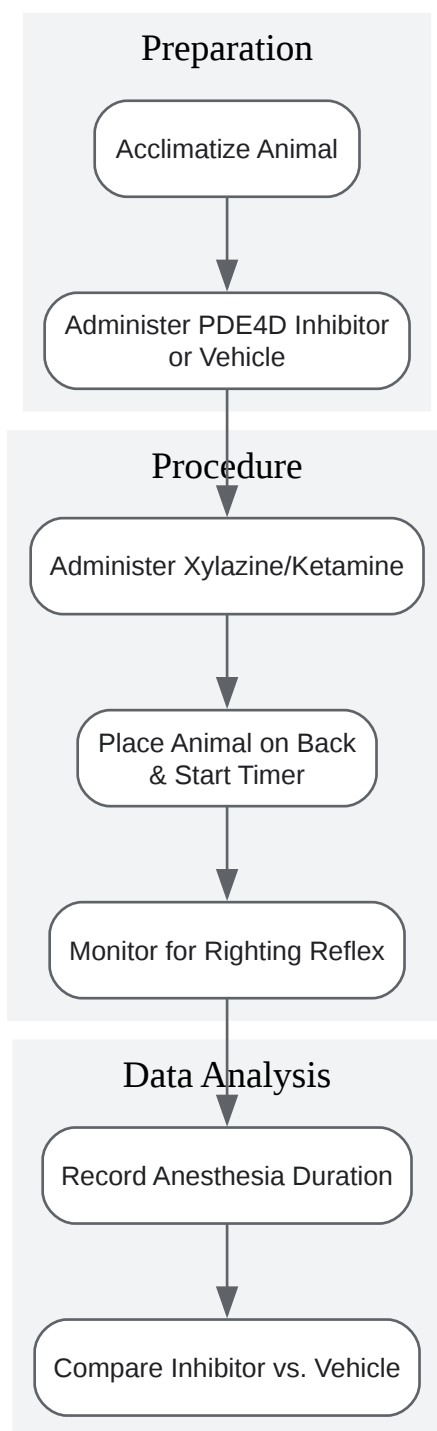 Preparation
Acclimatize Animal
Administer PDE4D Inhibitor
or Vehicle
Procedure
Administer Xylazine/Ketamine
Place Animal on Back
& Start Timer
Monitor for Righting Reflex
Data Analysis
Record Anesthesia Duration
Compare Inhibitor vs. Vehicle